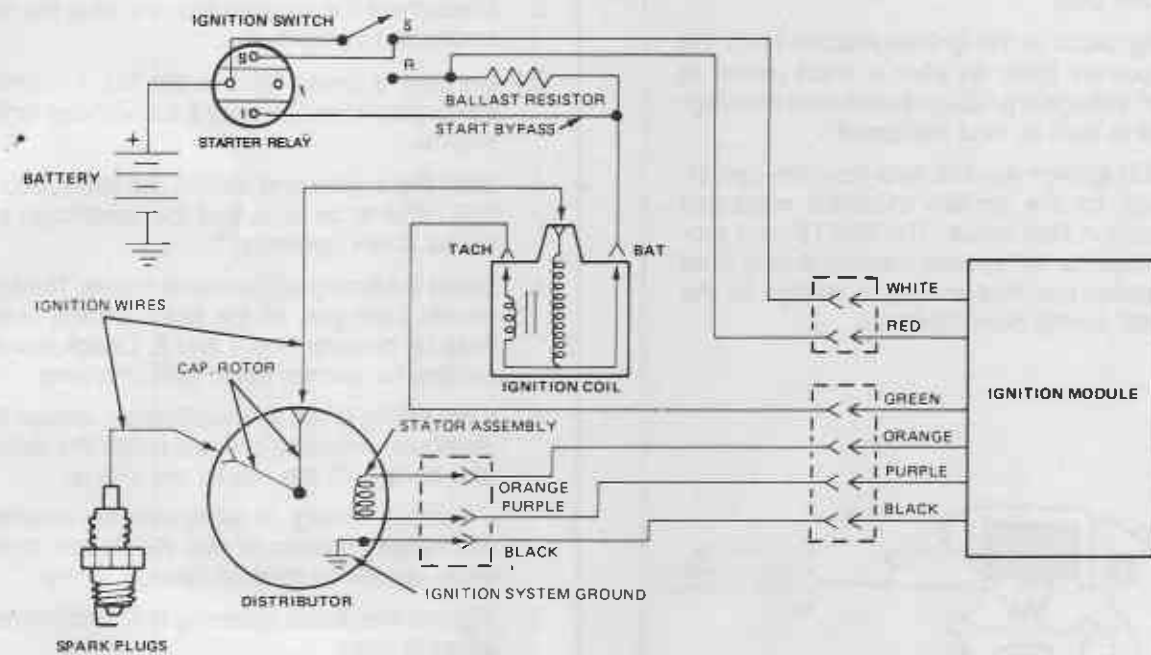 IGNITION SWITCH
S
S
R
I
BALLAST RESISTOR
START BYPASS
STARTER RELAY
+
BATTERY
TACH
BAT
WHITE
IGNITION WIRES
RED
CAP, ROTOR
IGNITION COIL
GREEN
IGNITION MODULE
STATOR ASSEMBLY
ORANGE
ORANGE
PURPLE
PURPLE
BLACK
BLACK
DISTRIBUTOR
IGNITION SYSTEM GROUND
SPARK PLUGS